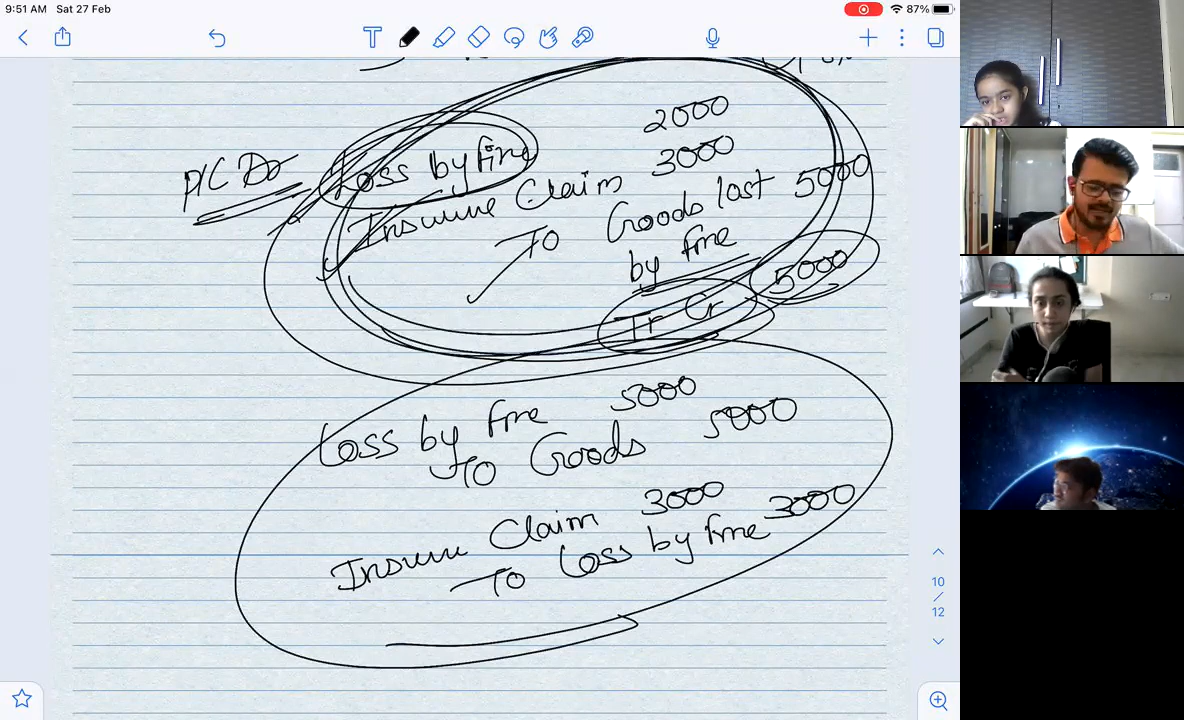 9:51 AM Sat 27 Feb
87%
T
2000
P/C Dr Loss by fire
Insurne Claim 3000
To Goods lost 5000
by fire
Tr Cr 5000
Loss by fire 5000
To Goods 5000
Insurne Claim 3000
To Loss by fire 3000
10
/
12